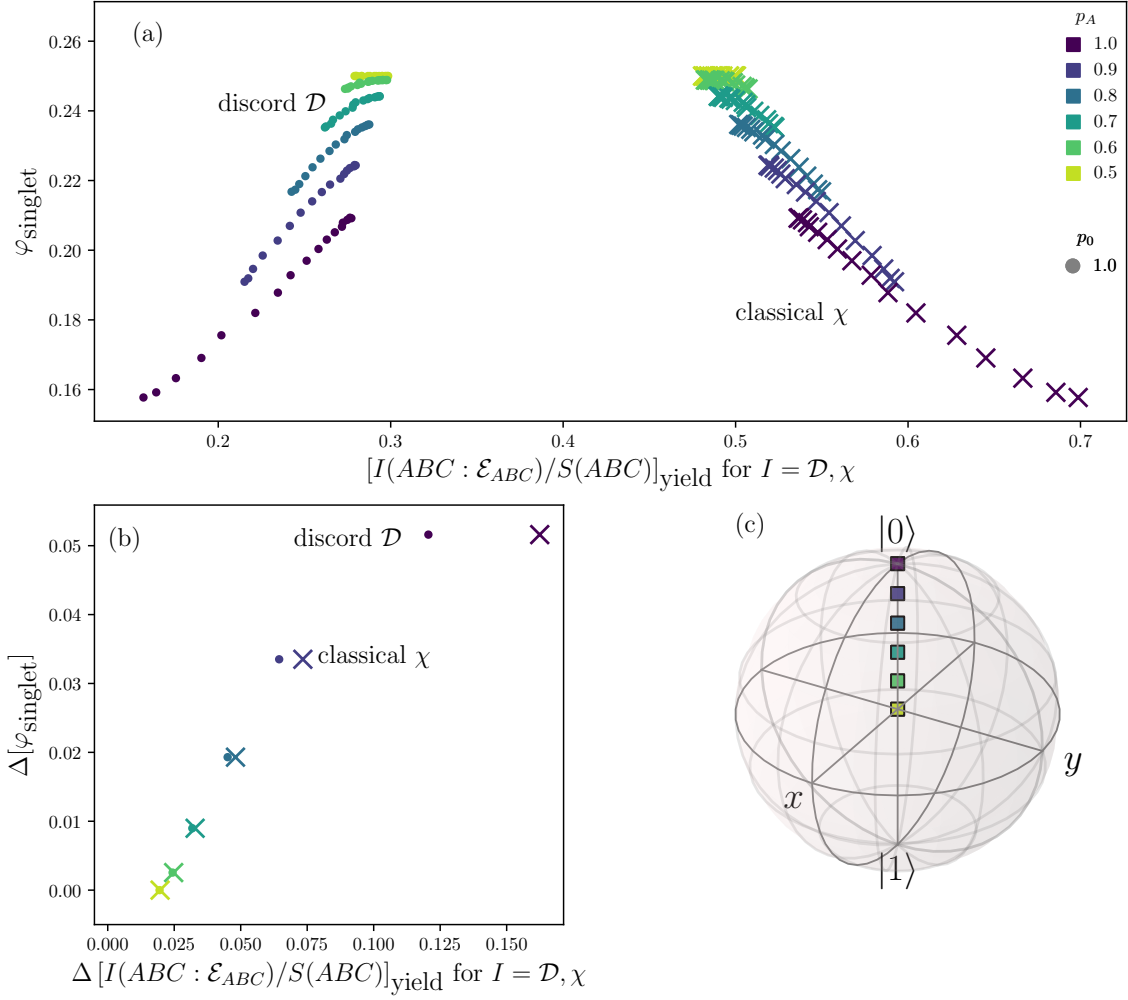 (a)
discord 𝒟
classical χ
p_A
1.0
0.9
0.8
0.7
0.6
0.5
p_0
1.0
φ_singlet
0.26
0.24
0.22
0.20
0.18
0.16
0.2 0.3 0.4 0.5 0.6 0.7
[I(ABC : ℰ_ABC)/S(ABC)]_yield for I = 𝒟, χ
(b)
discord 𝒟
classical χ
Δ[φ_singlet]
0.05
0.04
0.03
0.02
0.01
0.00
0.000 0.025 0.050 0.075 0.100 0.125 0.150
Δ [I(ABC : ℰ_ABC)/S(ABC)]_yield for I = 𝒟, χ
(c)
|0⟩
x
y
|1⟩